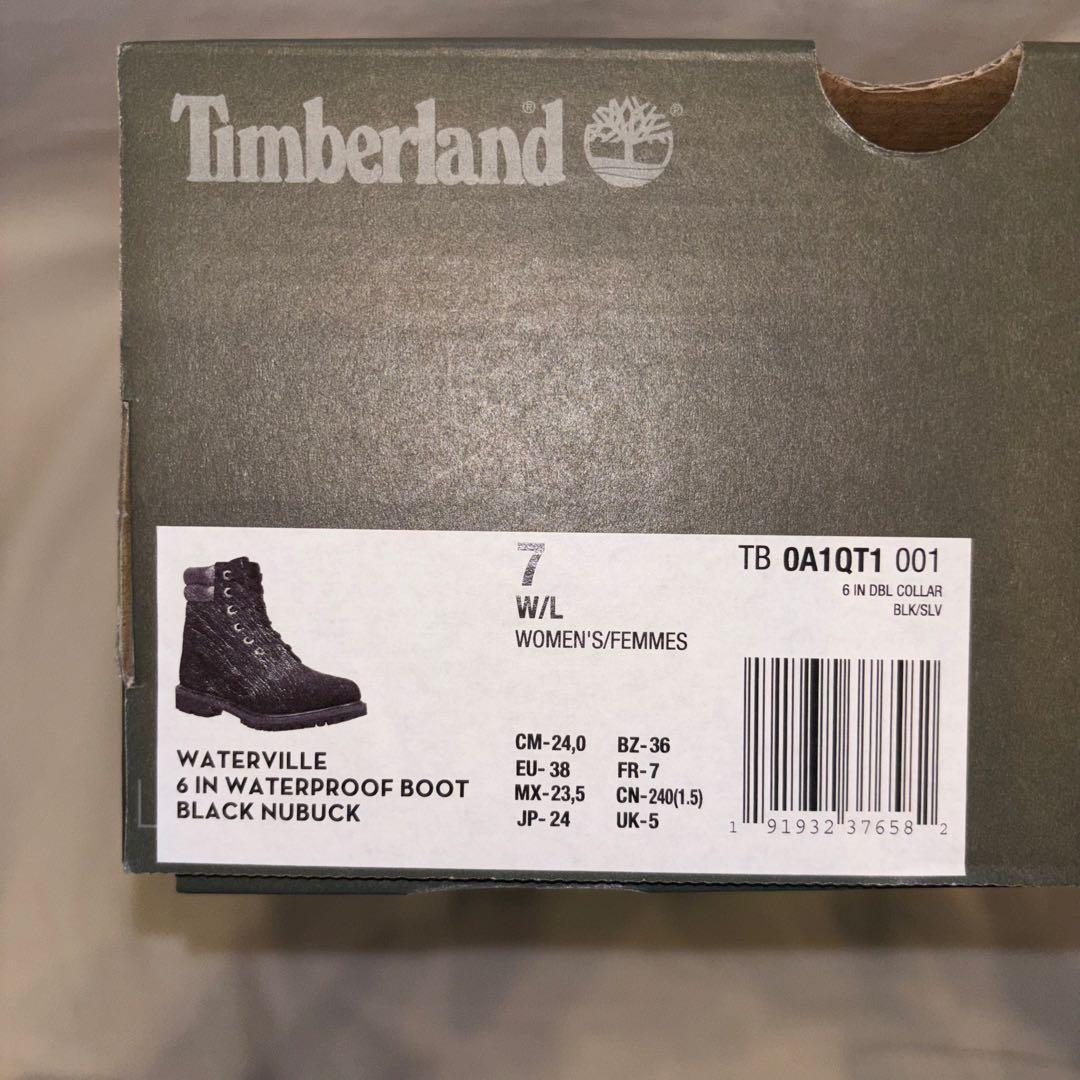 Timberland ® ®
7
W/L
WOMEN'S/FEMMES
TB 0A1QT1 001
6 IN DBL COLLAR
BLK/SLV
WATERVILLE
6 IN WATERPROOF BOOT
BLACK NUBUCK
CM-24,0 BZ-36
EU-38 FR-7
MX-23,5 CN-240(1.5)
JP-24 UK-5
1 91932 37658 2